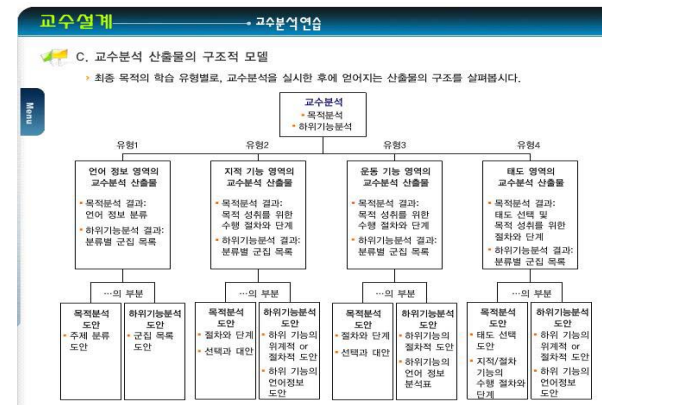 교수설계
교수분석연습
C. 교수분석 산출물의 구조적 모델
최종 목적의 학습 유형별로, 교수분석을 실시한 후에 얻어지는 산출물의 구조를 살펴봅시다.
Menu
교수분석
• 목적분석
• 하위기능분석
유형1
유형2
유형3
유형4
언어 정보 영역의
교수분석 산출물
• 목적분석 결과:
언어 정보 분류
• 하위기능분석 결과:
분류별 군집 목록
지적 기능 영역의
교수분석 산출물
• 목적분석 결과:
목적 성취를 위한
수행 절차와 단계
• 하위기능분석 결과:
분류별 군집 목록
운동 기능 영역의
교수분석 산출물
• 목적분석 결과:
목적 성취를 위한
수행 절차와 단계
• 하위기능분석 결과:
분류별 군집 목록
태도 영역의
교수분석 산출물
• 목적분석 결과:
태도 선택 및
목적 성취를 위한
절차와 단계
• 하위기능분석 결과:
분류별 군집 목록
…의 부분
…의 부분
…의 부분
…의 부분
목적분석
도안
• 주제 분류
도안
하위기능분석
도안
• 군집 목록
도안
목적분석
도안
• 절차와 단계
• 선택과 대안
하위기능분석
도안
• 하위 기능의
위계적 or
절차적 도안
• 하위 기능의
언어정보
도안
목적분석
도안
• 절차와 단계
• 선택과 대안
하위기능분석
도안
• 하위기능의
절차적 도안
• 하위기능의
언어 정보
분석표
목적분석
도안
• 태도 선택
도안
• 지적/절차
기능의
수행 절차와
단계
하위기능분석
도안
• 하위 기능의
위계적 or
절차적 도안
• 하위 기능의
언어정보
도안